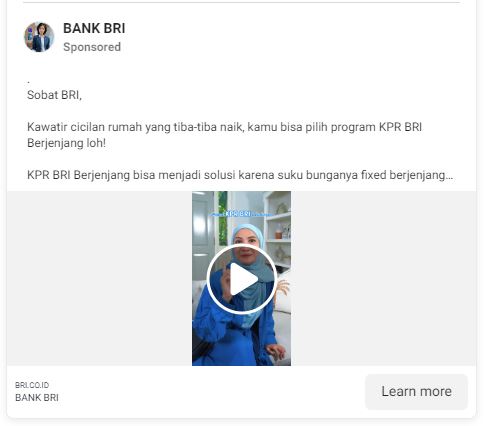 BANK BRI
Sponsored
.
Sobat BRI,
Kawatir cicilan rumah yang tiba-tiba naik, kamu bisa pilih program KPR BRI
Berjenjang loh!
KPR BRI Berjenjang bisa menjadi solusi karena suku bunganya fixed berjenjang...
KPR BRI
BRI.CO.ID
BANK BRI
Learn more